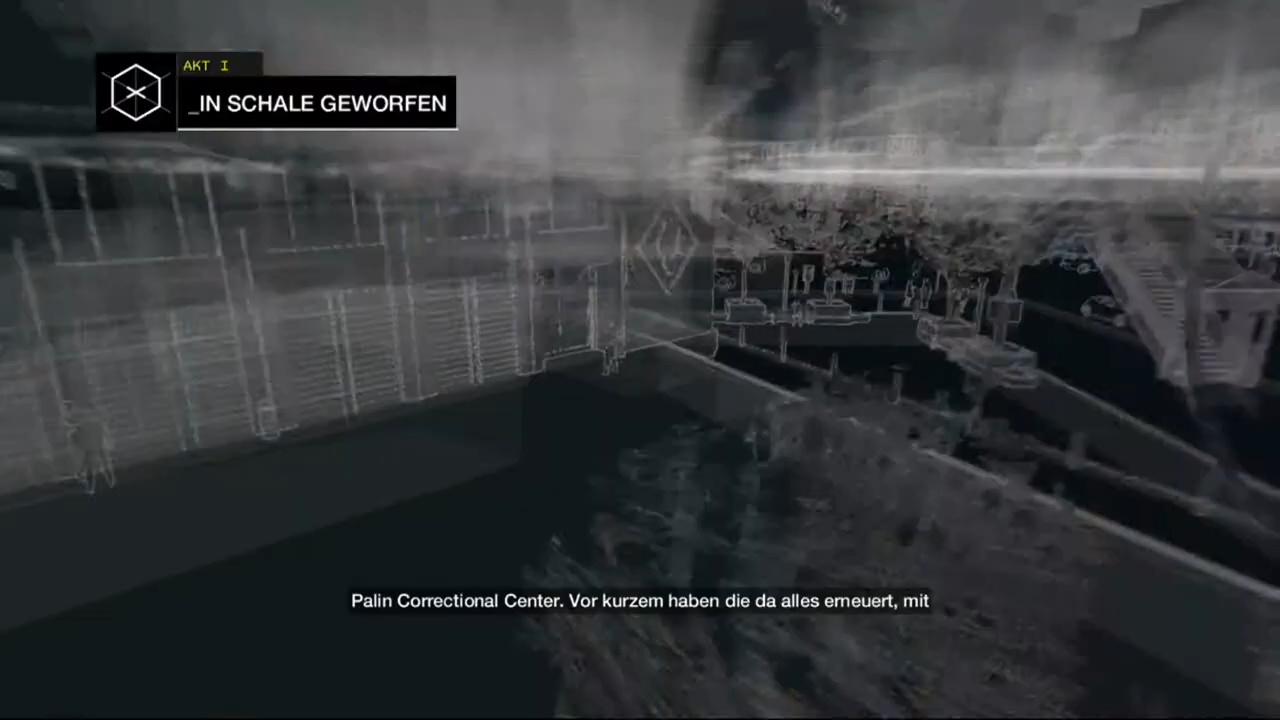 AKT I
_IN SCHALE GEWORFEN
Palin Correctional Center. Vor kurzem haben die da alles erneuert, mit